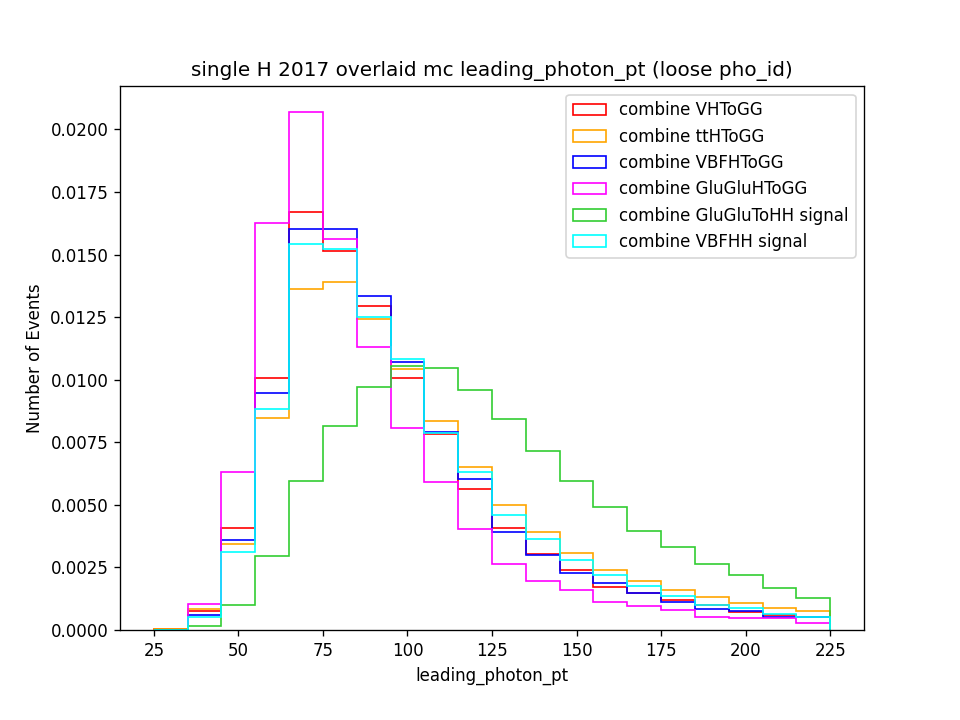 single H 2017 overlaid mc leading_photon_pt (loose pho_id)
combine VHToGG
combine ttHToGG
combine VBFHToGG
combine GluGluHToGG
combine GluGluToHH signal
combine VBFHH signal
Number of Events
0.0200
0.0175
0.0150
0.0125
0.0100
0.0075
0.0050
0.0025
0.0000
25 50 75 100 125 150 175 200 225
leading_photon_pt